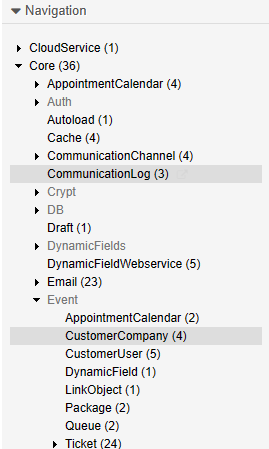 Navigation
CloudService (1)
Core (36)
AppointmentCalendar (4)
Auth
Autoload (1)
Cache (4)
CommunicationChannel (4)
CommunicationLog (3)
Crypt
DB
Draft (1)
DynamicFields
DynamicFieldWebservice (5)
Email (23)
Event
AppointmentCalendar (2)
CustomerCompany (4)
CustomerUser (5)
DynamicField (1)
LinkObject (1)
Package (2)
Queue (2)
Ticket (24)